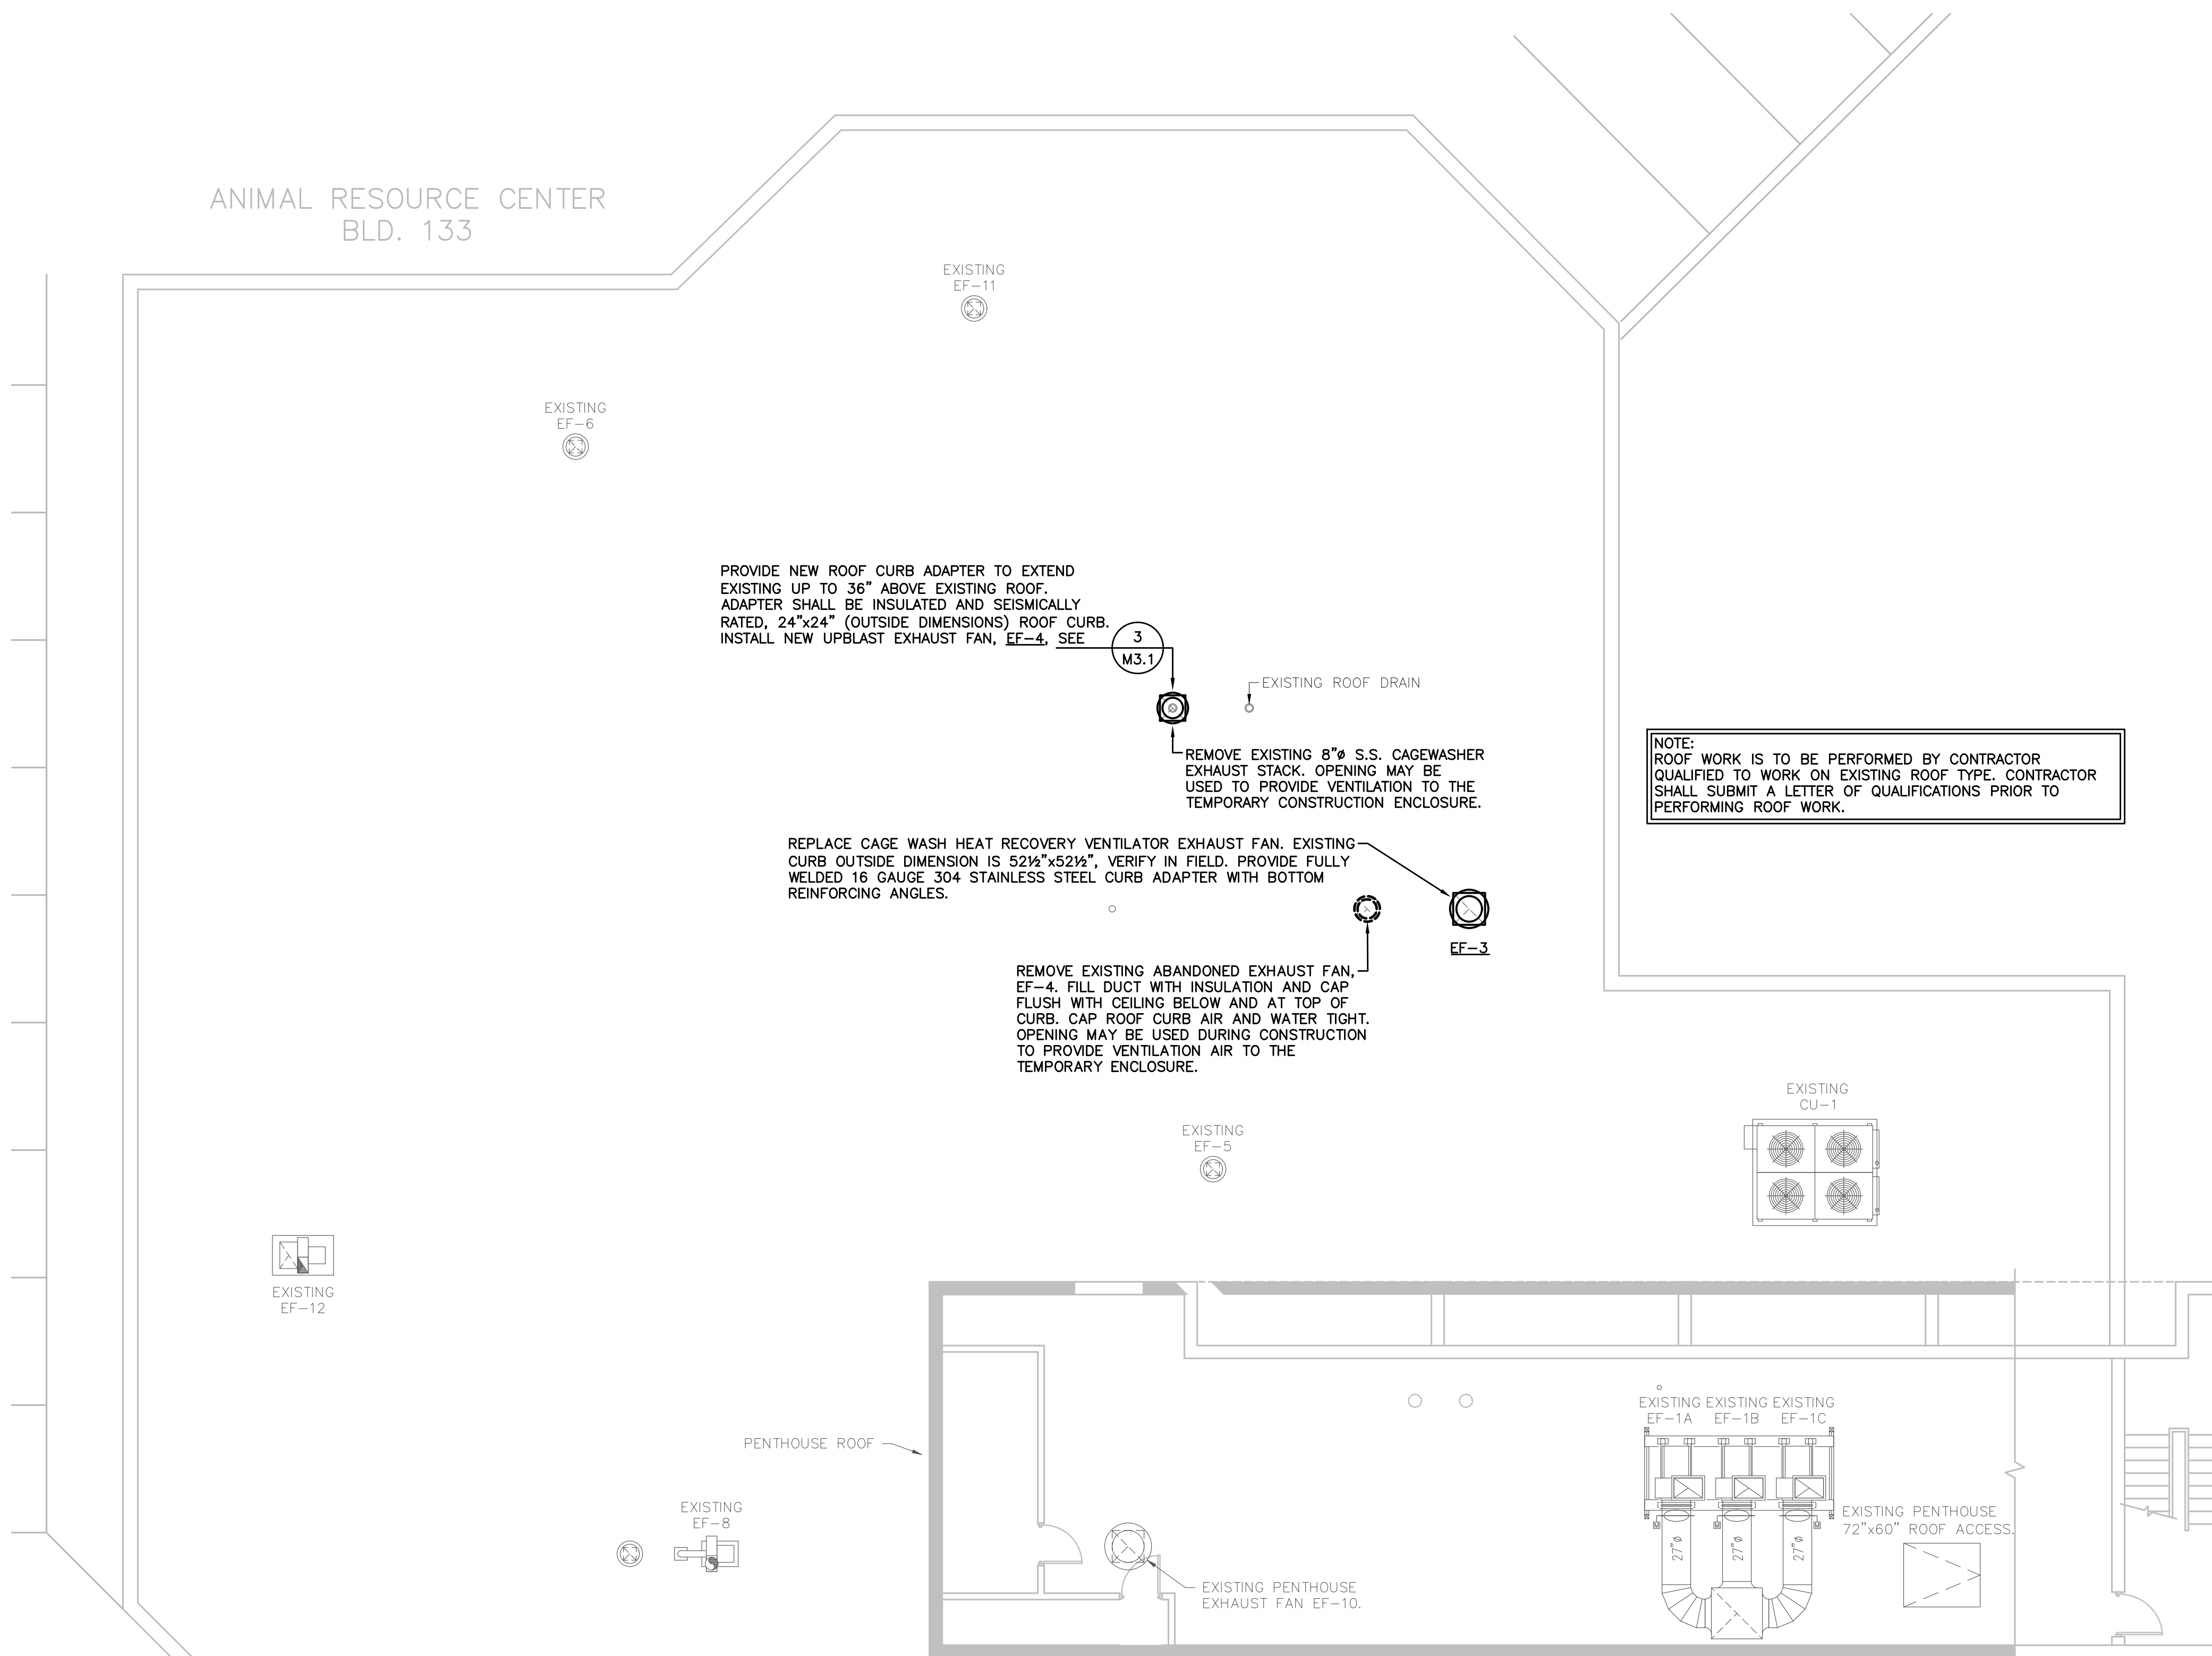 ANIMAL RESOURCE CENTER
BLD. 133
EXISTING
EF-11
EXISTING
EF-6
PROVIDE NEW ROOF CURB ADAPTER TO EXTEND
EXISTING UP TO 36" ABOVE EXISTING ROOF.
ADAPTER SHALL BE INSULATED AND SEISMICALLY
RATED, 24"x24" (OUTSIDE DIMENSIONS) ROOF CURB.
INSTALL NEW UPBLAST EXHAUST FAN, EF-4, SEE
3
M3.1
EXISTING ROOF DRAIN
REMOVE EXISTING 8"ø S.S. CAGEWASHER
EXHAUST STACK. OPENING MAY BE
USED TO PROVIDE VENTILATION TO THE
TEMPORARY CONSTRUCTION ENCLOSURE.
NOTE:
ROOF WORK IS TO BE PERFORMED BY CONTRACTOR
QUALIFIED TO WORK ON EXISTING ROOF TYPE. CONTRACTOR
SHALL SUBMIT A LETTER OF QUALIFICATIONS PRIOR TO
PERFORMING ROOF WORK.
REPLACE CAGE WASH HEAT RECOVERY VENTILATOR EXHAUST FAN. EXISTING
CURB OUTSIDE DIMENSION IS 52½"x52½", VERIFY IN FIELD. PROVIDE FULLY
WELDED 16 GAUGE 304 STAINLESS STEEL CURB ADAPTER WITH BOTTOM
REINFORCING ANGLES.
EF-3
REMOVE EXISTING ABANDONED EXHAUST FAN,
EF-4. FILL DUCT WITH INSULATION AND CAP
FLUSH WITH CEILING BELOW AND AT TOP OF
CURB. CAP ROOF CURB AIR AND WATER TIGHT.
OPENING MAY BE USED DURING CONSTRUCTION
TO PROVIDE VENTILATION AIR TO THE
TEMPORARY ENCLOSURE.
EXISTING
CU-1
EXISTING
EF-5
EXISTING
EF-12
PENTHOUSE ROOF
EXISTING
EF-1A
EXISTING
EF-1B
EXISTING
EF-1C
EXISTING
EF-8
EXISTING PENTHOUSE
72"x60" ROOF ACCESS.
27"ø
27"ø
27"ø
EXISTING PENTHOUSE
EXHAUST FAN EF-10.